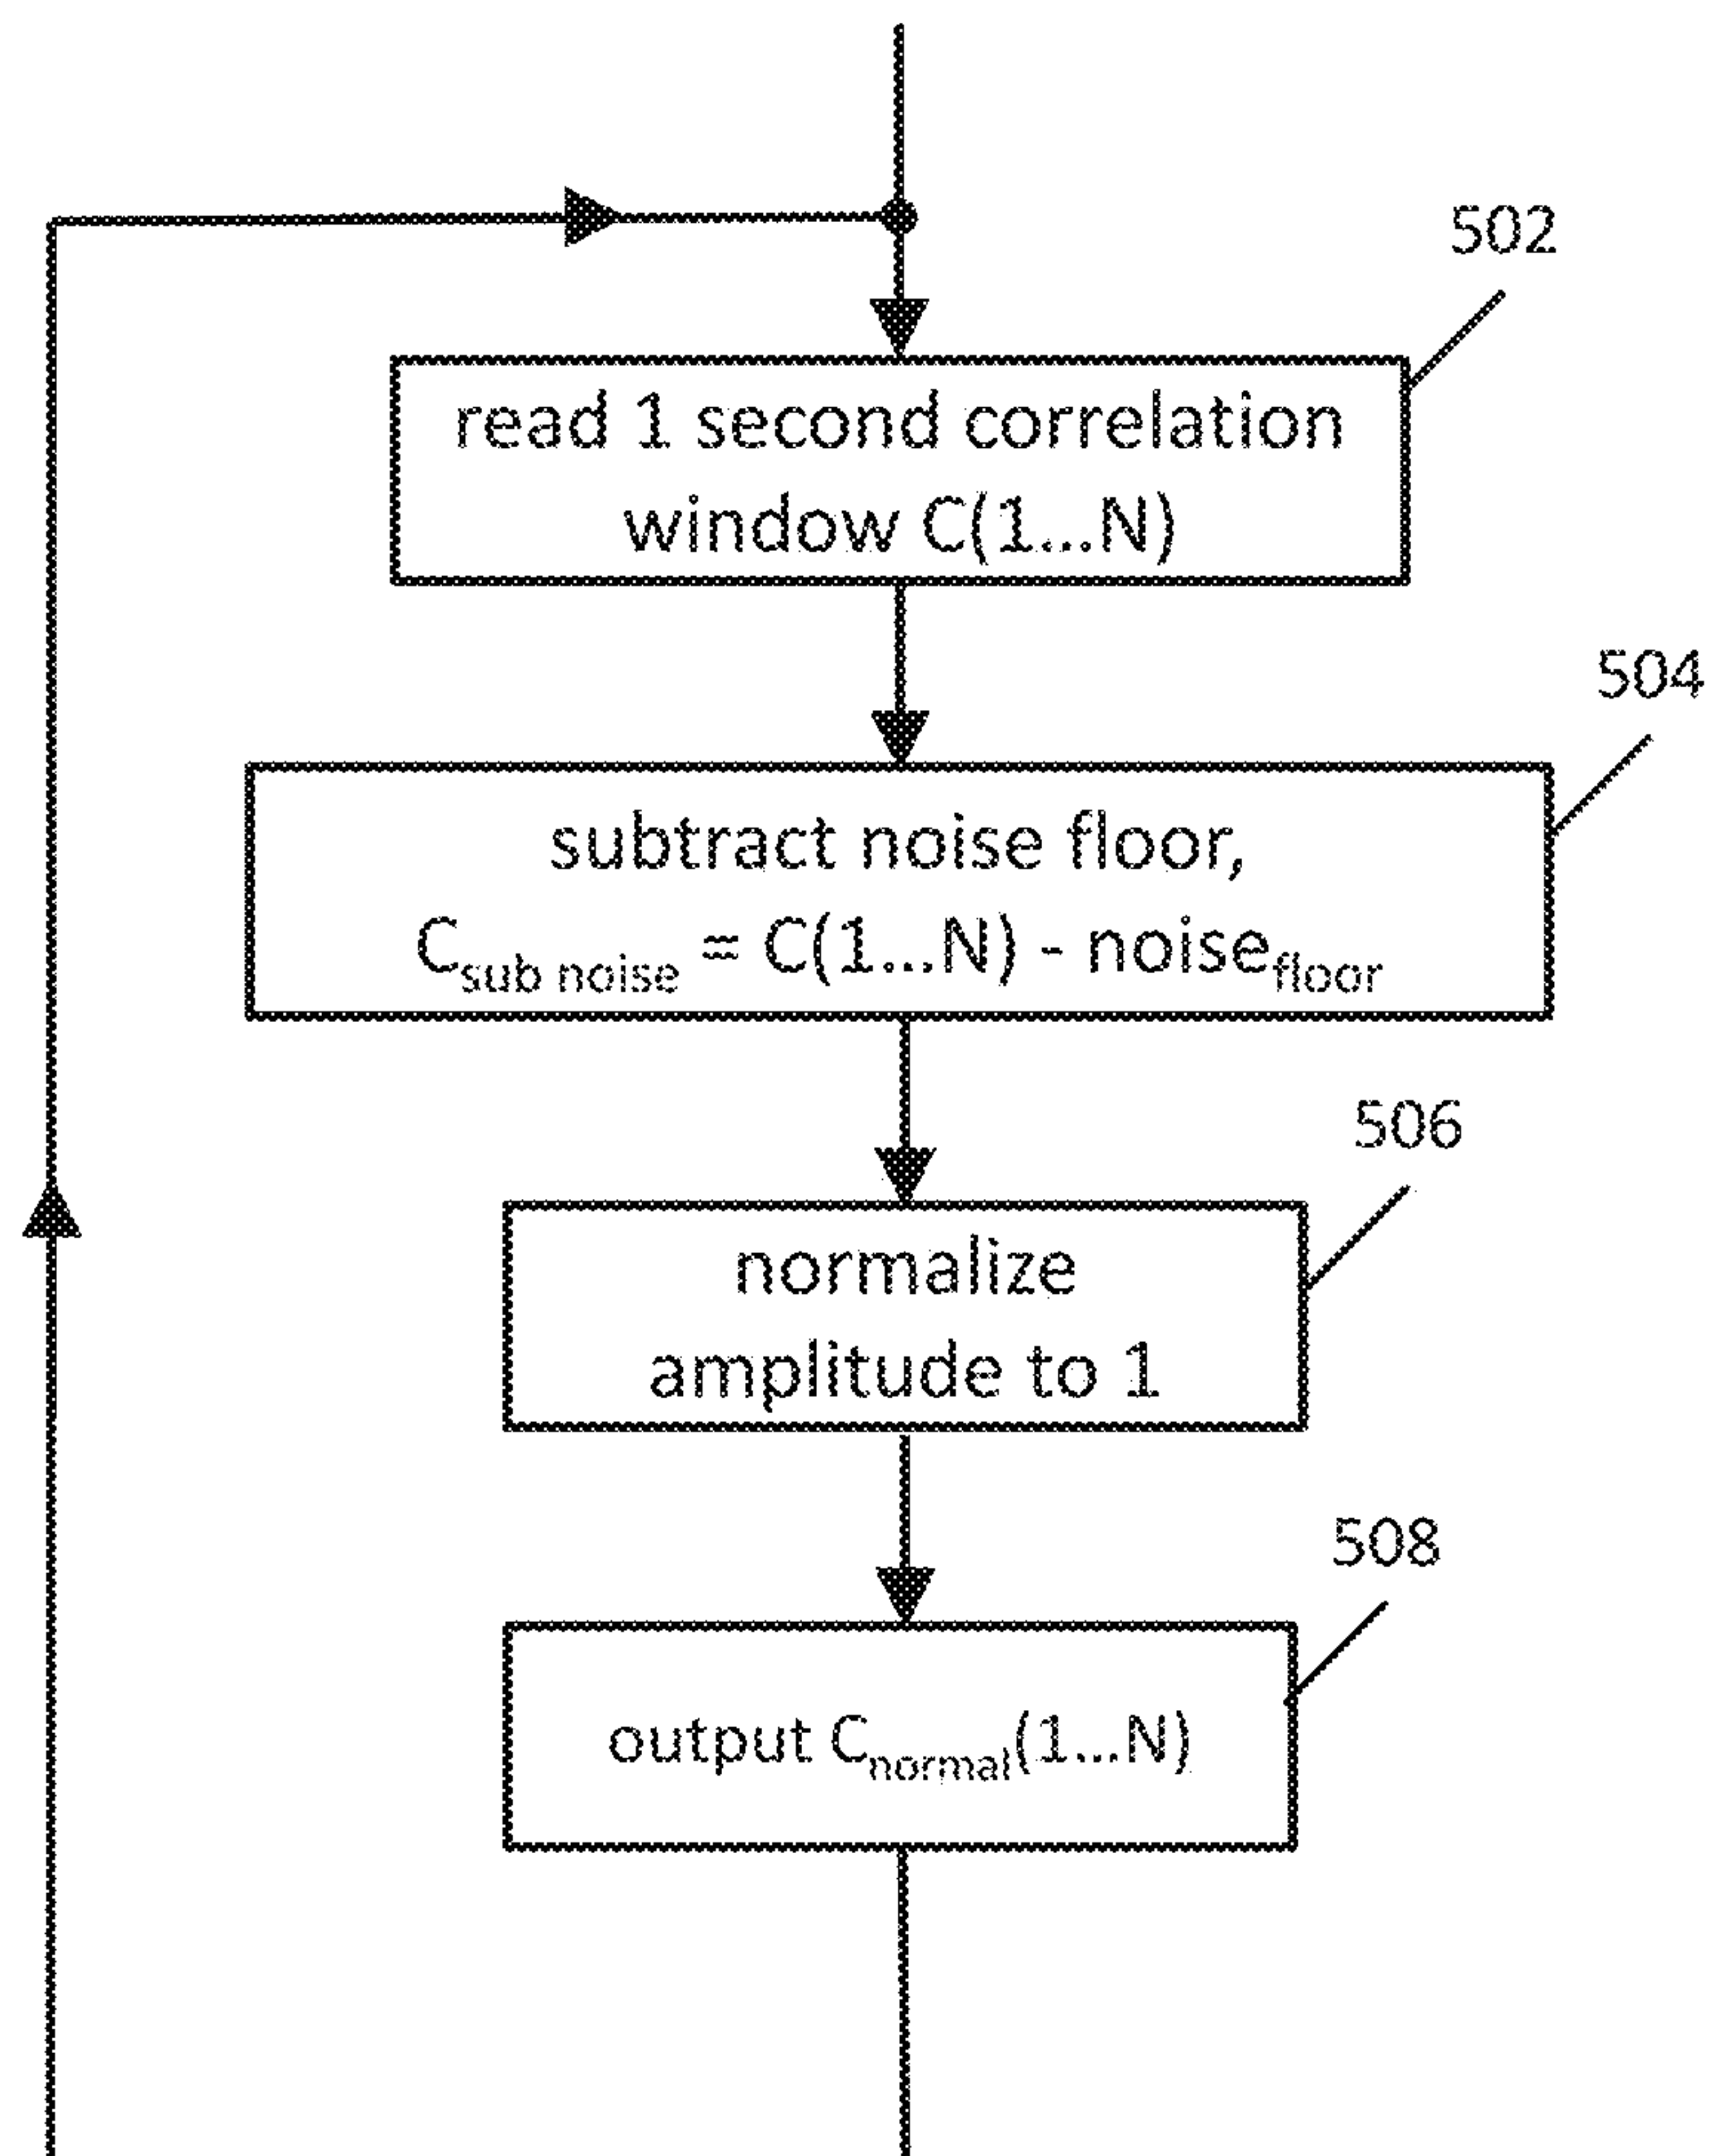 502
read 1 second correlation
window C(1...N)
504
subtract noise floor,
Csub noise = C(1...N) - noisefloor
506
normalize
amplitude to 1
508
output Cnormal(1...N)